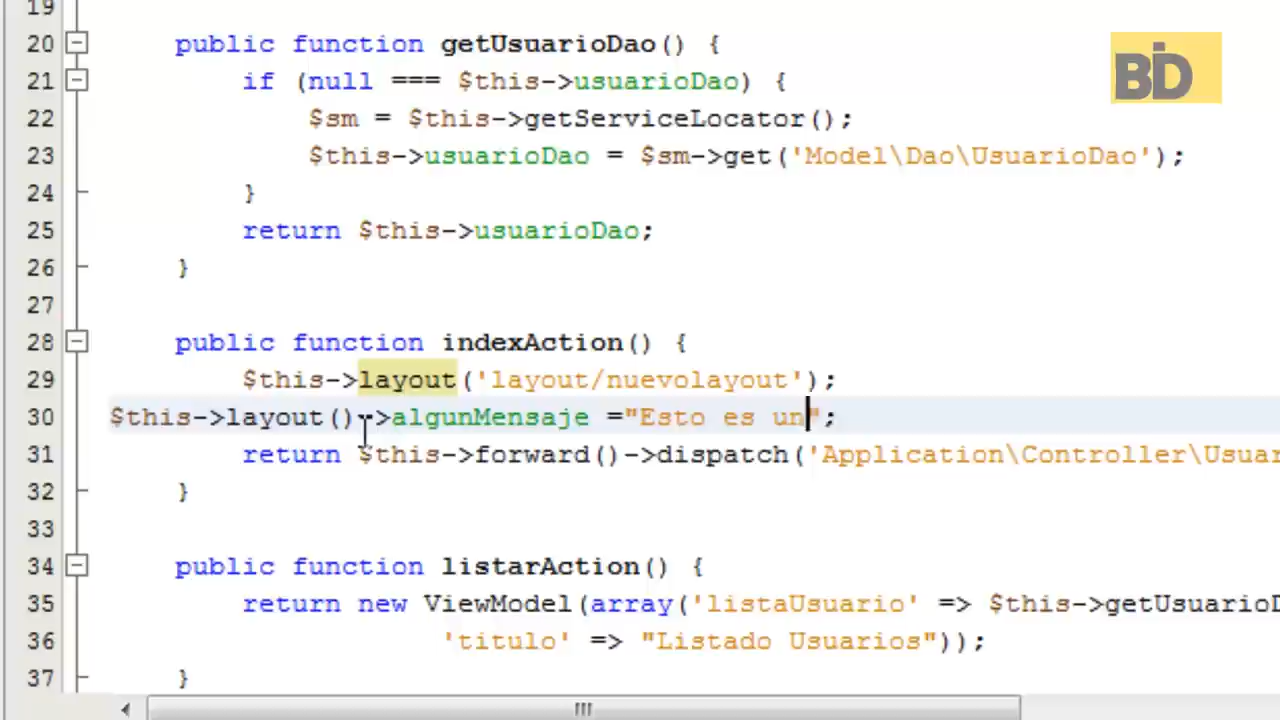 19
20 public function getUsuarioDao() {
BD
21 if (null === $this->usuarioDao) {
22 $sm = $this->getServiceLocator();
23 $this->usuarioDao = $sm->get('Model\Dao\UsuarioDao');
24 }
25 return $this->usuarioDao;
26 }
27
28 public function indexAction() {
29 $this->layout('layout/nuevolayout');
30 $this->layout()->algunMensaje ="Esto es un";
31 return $this->forward()->dispatch('Application\Controller\Usuar
32 }
33
34 public function listarAction() {
35 return new ViewModel(array('listaUsuario' => $this->getUsuarioD
36 'titulo' => "Listado Usuarios"));
37 }